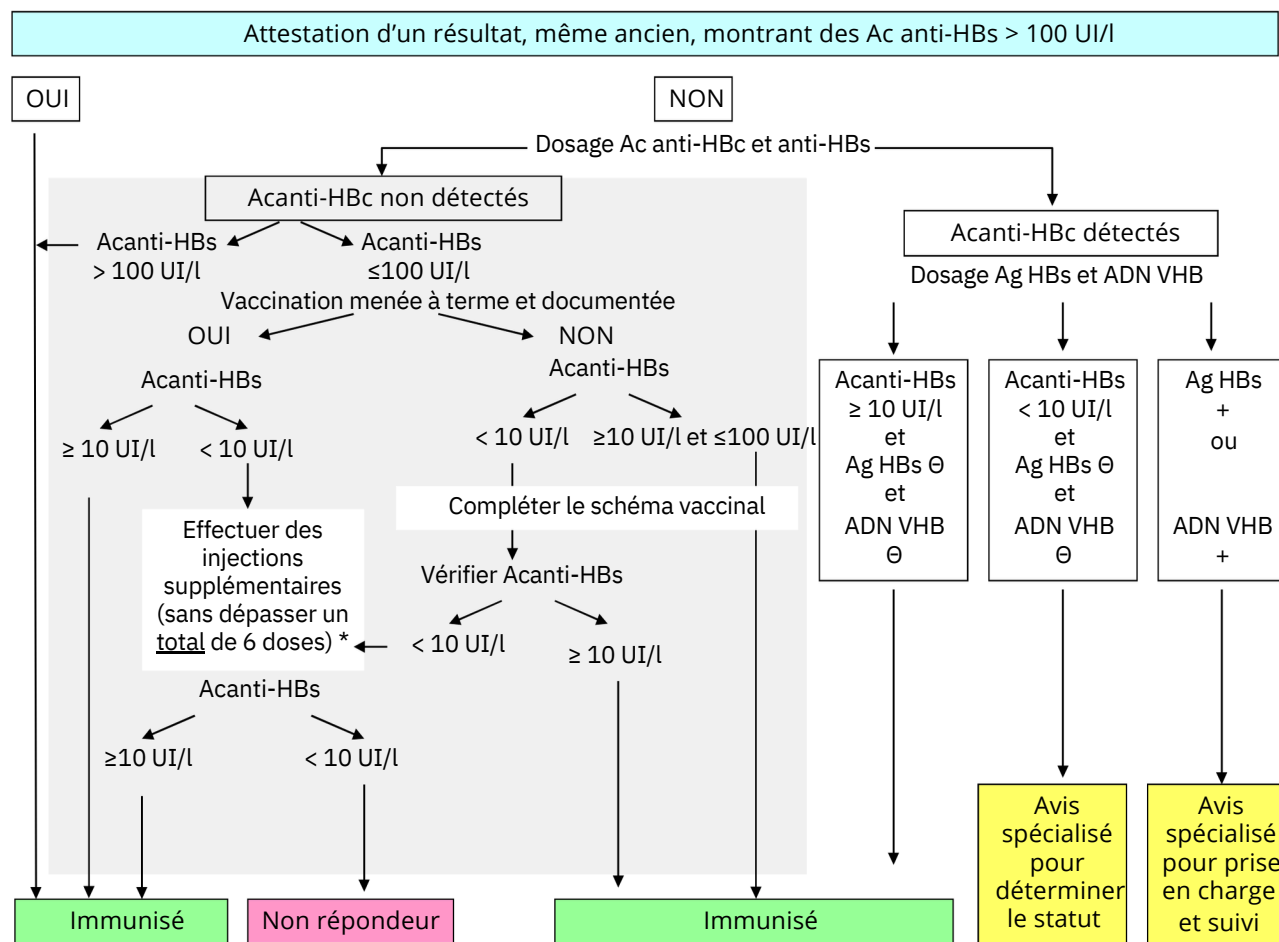 Attestation d'un résultat, même ancien, montrant des Ac anti-HBs > 100 UI/l
OUI
NON
Dosage Ac anti-HBc et anti-HBs
Acanti-HBc non détectés
Acanti-HBs
> 100 UI/l
Acanti-HBs
≤100 UI/l
Vaccination menée à terme et documentée
OUI
NON
Acanti-HBs
≥ 10 UI/l
< 10 UI/l
Acanti-HBs
< 10 UI/l
≥10 UI/l et ≤100 UI/l
Compléter le schéma vaccinal
Effectuer des
injections
supplémentaires
(sans dépasser un
total de 6 doses) *
Vérifier Acanti-HBs
< 10 UI/l
≥ 10 UI/l
Acanti-HBs
≥10 UI/l
< 10 UI/l
Acanti-HBc détectés
Dosage Ag HBs et ADN VHB
Acanti-HBs
≥ 10 UI/l
et
Ag HBs Θ
et
ADN VHB
Θ
Acanti-HBs
< 10 UI/l
et
Ag HBs Θ
et
ADN VHB
Θ
Ag HBs
+
ou
ADN VHB
+
Immunisé
Non répondeur
Immunisé
Avis
spécialisé
pour
déterminer
le statut
Avis
spécialisé
pour prise
en charge
et suivi